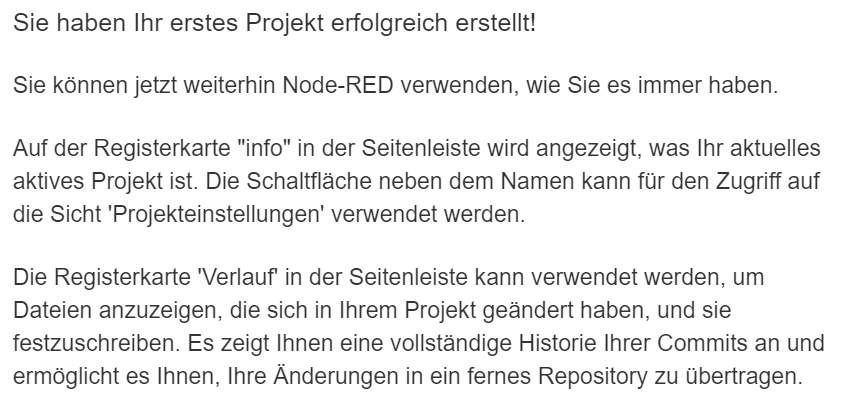 Sie haben Ihr erstes Projekt erfolgreich erstellt!
Sie können jetzt weiterhin Node-RED verwenden, wie Sie es immer haben.
Auf der Registerkarte "info" in der Seitenleiste wird angezeigt, was Ihr aktuelles
aktives Projekt ist. Die Schaltfläche neben dem Namen kann für den Zugriff auf
die Sicht 'Projekteinstellungen' verwendet werden.
Die Registerkarte 'Verlauf' in der Seitenleiste kann verwendet werden, um
Dateien anzuzeigen, die sich in Ihrem Projekt geändert haben, und sie
festzuschreiben. Es zeigt Ihnen eine vollständige Historie Ihrer Commits an und
ermöglicht es Ihnen, Ihre Änderungen in ein fernes Repository zu übertragen.